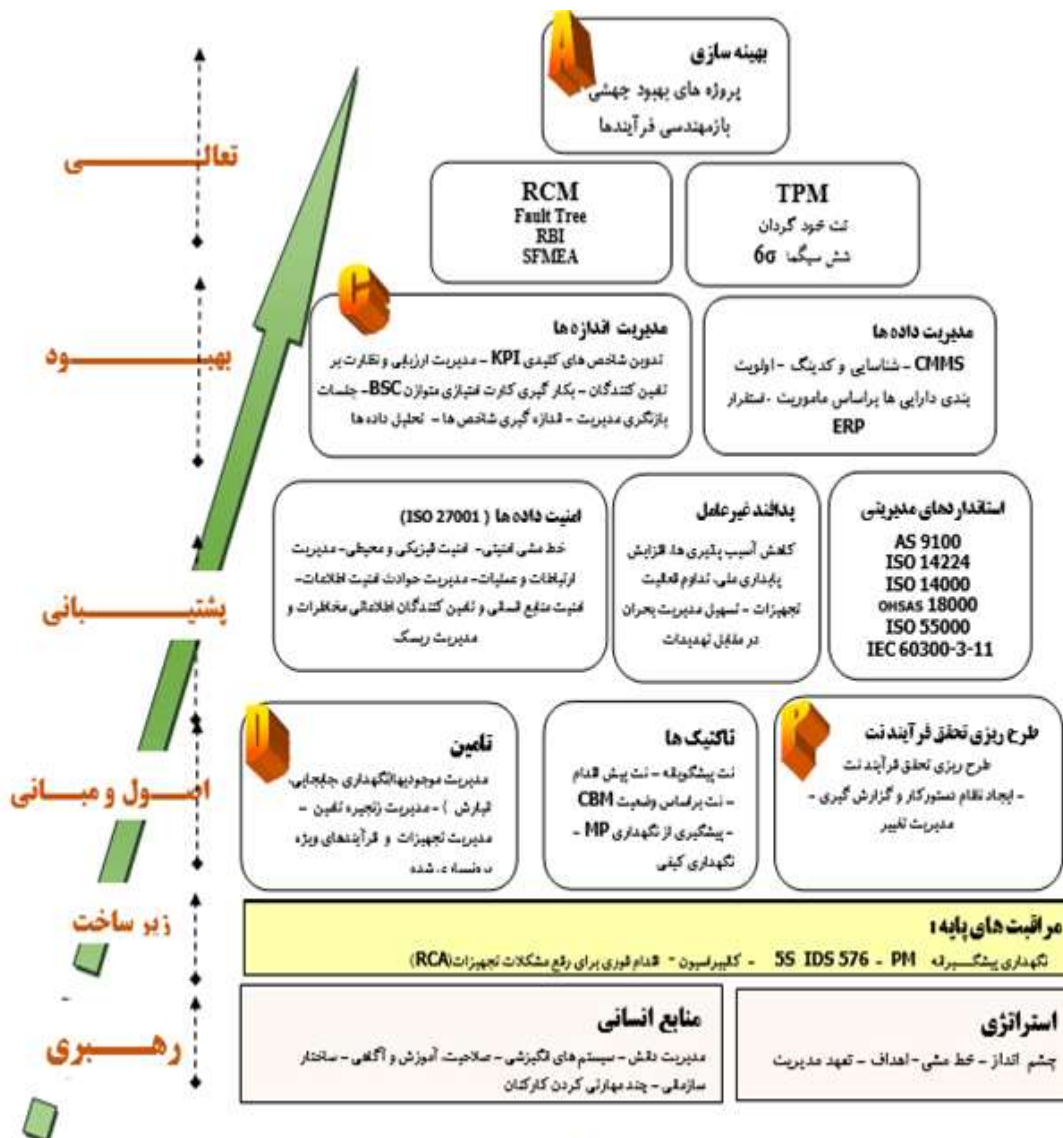 A
بهینه سازی
پروژه های بهبود جهشی
بازمهندسی فرآیندها
تعالــــــــی
TPM
نت خود گردان
شش سیگما 6σ
RCM
Fault Tree
RBI
SFMEA
بهبــــــــود
مدیریت داده ها
CMMS – شناسایی و کدینگ – اولویت
بندی دارایی ها براساس ماموریت -استقرار
ERP
C
مدیریت اندازه ها
تدوین شاخص های کلیدی KPI – مدیریت ارزیابی و نظارت بر
تامین کنندگان – بکار گیری کارت امتیازی متوازن BSC– جلسات
بازنگری مدیریت – اندازه گیری شاخص ها – تحلیل داده ها
پشتیــــــبانی
استانداردهای مدیریتی
AS 9100
ISO 14224
ISO 14000
OHSAS 18000
ISO 55000
IEC 60300-3-11
پدافند غیرعامل
کاهش آسیب پذیری ها، افزایش
پایداری ملی، تداوم فعالیت
تجهیزات – تسهیل مدیریت بحران
در مقابل تهدیدات
امنیت داده ها ( ISO 27001)
خط مشی امنیتی– امنیت فیزیکی و محیطی– مدیریت
ارتباطات و عملیات– مدیریت حوادث امنیت اطلاعات–
امنیت منابع انسانی و تامین کنندگان اطلاعاتی مخاطرات و
مدیریت ریسک
اصــول و مبــانی
P
طرح ریزی تحقق فرآیند نت
طرح ریزی تحقق فرآیند نت
– ایجاد نظام دستورکار و گزارش گیری –
مدیریت تغییر
تاکتیک ها
نت پیشگویانه – نت پیش اقدام
– نت براساس وضعیت CBM
– پیشگیری از نگهداری MP –
نگهداری کیفی
D
تامین
مدیریت موجودیها(نگهداری، جابجایی،
انبارش ) – مدیریت زنجیره تامین –
مدیریت تجهیزات و فرآیندهای ویژه
برونسپاری شده
زیر ساخت
مراقبت های پایه :
نگهداری پیشگــیرانه 5S IDS 576 - PM - کالیبراسیون - اقدام فوری برای رفع مشکلات تجهیزات(RCA)
رهــــبری
استراتژی
چشم انداز – خط مشی– اهداف – تعهد مدیریت
منابع انسانی
مدیریت دانش – سیستم های انگیزشی – صلاحیت، آموزش و آگاهی – ساختار
سازمانی – چند مهارتی کردن کارکنان